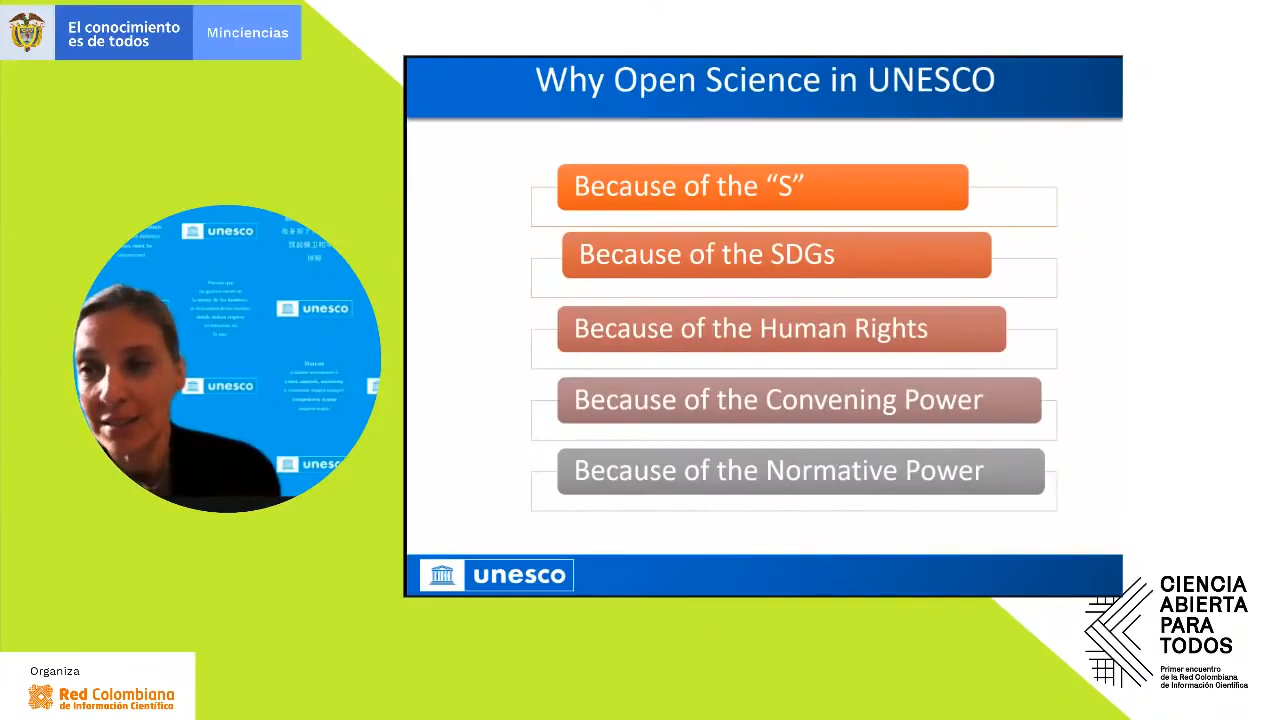 El conocimiento
es de todos
Minciencias
Why Open Science in UNESCO
Because of the “S”
Because of the SDGs
Because of the Human Rights
Because of the Convening Power
Because of the Normative Power
unesco
unesco
unesco
unesco
unesco
CIENCIA
ABIERTA
PARA
TODOS
Primer encuentro
de la Red Colombiana
de Información Científica
Organiza
Red Colombiana
de Información Científica